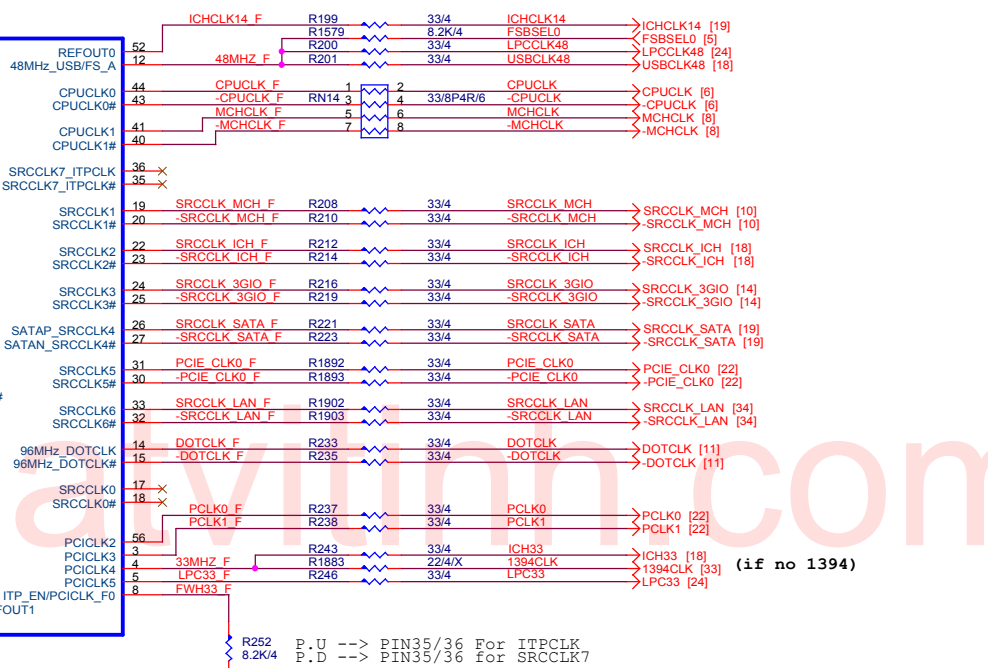 ICHCLK14_F R199 33/4 ICHCLK14 ICHCLK14 [19]
R1579 8.2K/4 FSBSEL0 FSBSEL0 [5]
REFOUT0 52 R200 33/4 LPCCLK48 LPCCLK48 [24]
48MHz_USB/FS_A 12 48MHZ_F R201 33/4 USBCLK48 USBCLK48 [18]
CPUCLK0 44 CPUCLK_F 1 2 CPUCLK CPUCLK [6]
CPUCLK0# 43 -CPUCLK_F RN14 3 4 33/8P4R/6 -CPUCLK -CPUCLK [6]
MCHCLK_F 5 6 MCHCLK MCHCLK [8]
CPUCLK1 41 -MCHCLK_F 7 8 -MCHCLK -MCHCLK [8]
CPUCLK1# 40
SRCCLK7_ITPCLK 36
SRCCLK7_ITPCLK# 35
SRCCLK1 19 SRCCLK_MCH_F R208 33/4 SRCCLK_MCH SRCCLK_MCH [10]
SRCCLK1# 20 -SRCCLK_MCH_F R210 33/4 -SRCCLK_MCH -SRCCLK_MCH [10]
SRCCLK2 22 SRCCLK_ICH_F R212 33/4 SRCCLK_ICH SRCCLK_ICH [18]
SRCCLK2# 23 -SRCCLK_ICH_F R214 33/4 -SRCCLK_ICH -SRCCLK_ICH [18]
SRCCLK3 24 SRCCLK_3GIO_F R216 33/4 SRCCLK_3GIO SRCCLK_3GIO [14]
SRCCLK3# 25 -SRCCLK_3GIO_F R219 33/4 -SRCCLK_3GIO -SRCCLK_3GIO [14]
SATAP_SRCCLK4 26 SRCCLK_SATA_F R221 33/4 SRCCLK_SATA SRCCLK_SATA [19]
SATAN_SRCCLK4# 27 -SRCCLK_SATA_F R223 33/4 -SRCCLK_SATA -SRCCLK_SATA [19]
SRCCLK5 31 PCIE_CLK0_F R1892 33/4 PCIE_CLK0 PCIE_CLK0 [22]
SRCCLK5# 30 -PCIE_CLK0_F R1893 33/4 -PCIE_CLK0 -PCIE_CLK0 [22]
#
SRCCLK6 33 SRCCLK_LAN_F R1902 33/4 SRCCLK_LAN SRCCLK_LAN [34]
SRCCLK6# 32 -SRCCLK_LAN_F R1903 33/4 -SRCCLK_LAN -SRCCLK_LAN [34]
96MHz_DOTCLK 14 DOTCLK_F R233 33/4 DOTCLK DOTCLK [11]
96MHz_DOTCLK# 15 -DOTCLK_F R235 33/4 -DOTCLK -DOTCLK [11]
atvitinh.com
SRCCLK0 17
SRCCLK0# 18
PCLK0_F R237 33/4 PCLK0 PCLK0 [22]
PCLK1_F R238 33/4 PCLK1 PCLK1 [22]
PCICLK2 56
PCICLK3 3 R243 33/4 ICH33 ICH33 [18]
PCICLK4 4 33MHZ_F R1883 22/4/X 1394CLK 1394CLK [33] (if no 1394)
PCICLK5 5 LPC33_F R246 33/4 LPC33 LPC33 [24]
ITP_EN/PCICLK_F0 8 FWH33_F
FOUT1
R252 P.U --> PIN35/36 For ITPCLK
8.2K/4 P.D --> PIN35/36 for SRCCLK7